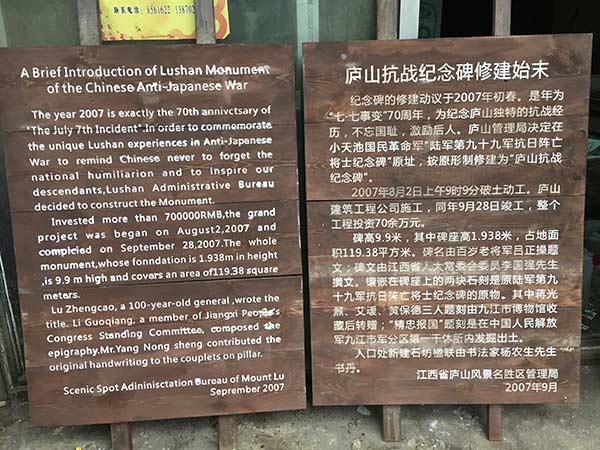 联系电话: 8561622 13870
A Brief Introduction of Lushan Monument
of the Chinese Anti-Japanese War
The year 2007 is exactly the 70th annivctsary of
"The July 7th Incident".In order to commemorate
the unique Lushan experiences in Anti-Japanese
War to remind Chinese never to forget the
national humiliarion and to inspire our
descendants,Lushan Administrative Bureau
decided to construct the Monument.
Invested more than 700000RMB,the grand
project was began on August2,2007 and
complcied on September 28,2007.The whole
monument,whose fonndation is 1.938m in height
,is 9.9 m high and covers an area of119.38 square
meters.
Lu Zhengcao, a 100-year-old general ,wrote the
title. Li Guoqiang, a member of Jiangxi People's
Congress Standing Committee, composed the
epigraphy.Mr.Yang Nong sheng contributed the
original handwriting to the couplets on pillar.
Scenic Spot Adininisctation Bureau of Mount Lu
Serprember 2007
庐山抗战纪念碑修建始末
纪念碑的修建动议于2007年初春。是年为
“七·七事变”70周年，为纪念庐山独特的抗战经
历，不忘国耻，激励后人。庐山管理局决定在
小天池国民革命军“陆军第九十九军抗日阵亡
将士纪念碑”原址，按原形制修建为“庐山抗战
纪念碑”。
2007年8月2日上午9时9分破土动工。庐山
建筑工程公司施工，同年9月28日竣工，整个
工程投资70余万元。
碑高9.9米，其中碑座高1.938米，占地面
积119.38平方米。碑名由百岁老将军吕正操题
文；碑文由江西省人大常委会委员李国强先生
撰文。镶嵌在碑座上的两块石刻是原陆军第九
十九军抗日阵亡将士纪念碑的原物。其中蒋光
鼐、艾瑗、黄保德三人题刻由九江市博物馆收
藏后转赠；“精忠报国”题刻是在中国人民解放
军九江市军分区第一干休所内发掘出土。
入口处新建石坊楹联由书法家杨农生先生
书丹。
江西省庐山风景名胜区管理局
2007年9月